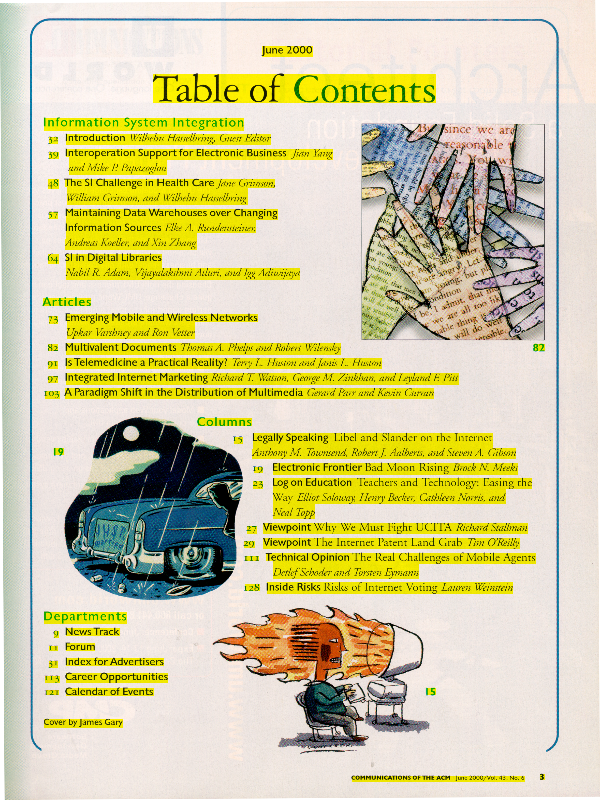 June 2000
Table of Contents
Information System Integration
32 Introduction Wilhelm Hasselbring, Guest Editor
39 Interoperation Support for Electronic Business Jian Yang
and Mike P. Papazoglou
48 The SI Challenge in Health Care Jane Grimson,
William Grimson, and Wilhelm Hasselbring
57 Maintaining Data Warehouses over Changing
Information Sources Elke A. Rundensteiner,
Andreas Koeller, and Xin Zhang
64 SI in Digital Libraries
Nabil R. Adam, Vijayalakshmi Atluri, and Igg Adiwijaya
Articles
73 Emerging Mobile and Wireless Networks
Upkar Varshney and Ron Vetter
82 Multivalent Documents Thomas A. Phelps and Robert Wilensky
82
91 Is Telemedicine a Practical Reality? Terry L. Huston and Janis L. Huston
97 Integrated Internet Marketing Richard T. Watson, George M. Zinkhan, and Leyland F. Pitt
103 A Paradigm Shift in the Distribution of Multimedia Gerard Parr and Kevin Curran
Columns
15 Legally Speaking Libel and Slander on the Internet
Anthony M. Townsend, Robert J. Aalberts, and Steven A. Gibson
19
19 Electronic Frontier Bad Moon Rising Brock N. Meeks
23 Log on Education Teachers and Technology: Easing the
Way Elliot Soloway, Henry Becker, Cathleen Norris, and
Neal Topp
27 Viewpoint Why We Must Fight UCITA Richard Stallman
29 Viewpoint The Internet Patent Land Grab Tim O'Reilly
111 Technical Opinion The Real Challenges of Mobile Agents
Detlef Schoder and Torsten Eymann
128 Inside Risks Risks of Internet Voting Lauren Weinstein
Departments
9 News Track
11 Forum
31 Index for Advertisers
113 Career Opportunities
121 Calendar of Events
15
Cover by James Gary
COMMUNICATIONS OF THE ACM June 2000/Vol. 43, No. 6 3